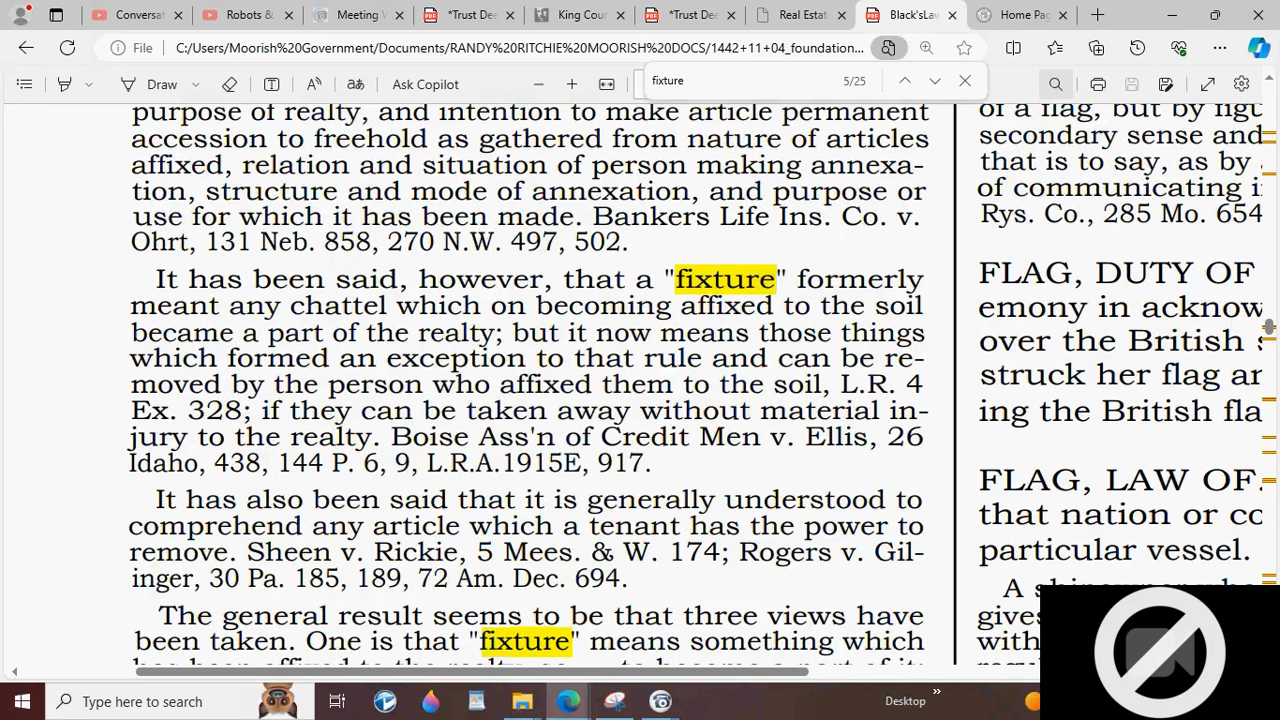 Conversat
Robots &
Meeting W
*Trust Dee
King Cour
*Trust Dee
Real Estate
Black'sLaw
Home Pag
File
C:/Users/Moorish%20Government/Documents/RANDY%20RITCHIE%20MOORISH%20DOCS/1442+11+04_foundation...
Draw
Ask Copilot
fixture
5/25
purpose of realty, and intention to make article permanent
accession to freehold as gathered from nature of articles
affixed, relation and situation of person making annexa-
tion, structure and mode of annexation, and purpose or
use for which it has been made. Bankers Life Ins. Co. v.
Ohrt, 131 Neb. 858, 270 N.W. 497, 502.
It has been said, however, that a "fixture" formerly
meant any chattel which on becoming affixed to the soil
became a part of the realty; but it now means those things
which formed an exception to that rule and can be re-
moved by the person who affixed them to the soil, L.R. 4
Ex. 328; if they can be taken away without material in-
jury to the realty. Boise Ass'n of Credit Men v. Ellis, 26
Idaho, 438, 144 P. 6, 9, L.R.A.1915E, 917.
It has also been said that it is generally understood to
comprehend any article which a tenant has the power to
remove. Sheen v. Rickie, 5 Mees. & W. 174; Rogers v. Gil-
inger, 30 Pa. 185, 189, 72 Am. Dec. 694.
The general result seems to be that three views have
been taken. One is that "fixture" means something which
of a flag, but by figu
secondary sense and
that is to say, as by
of communicating i
Rys. Co., 285 Mo. 654
FLAG, DUTY OF
emony in acknow
over the British s
struck her flag an
ing the British fla
FLAG, LAW OF.
that nation or co
particular vessel.
gives
with
Type here to search
Desktop